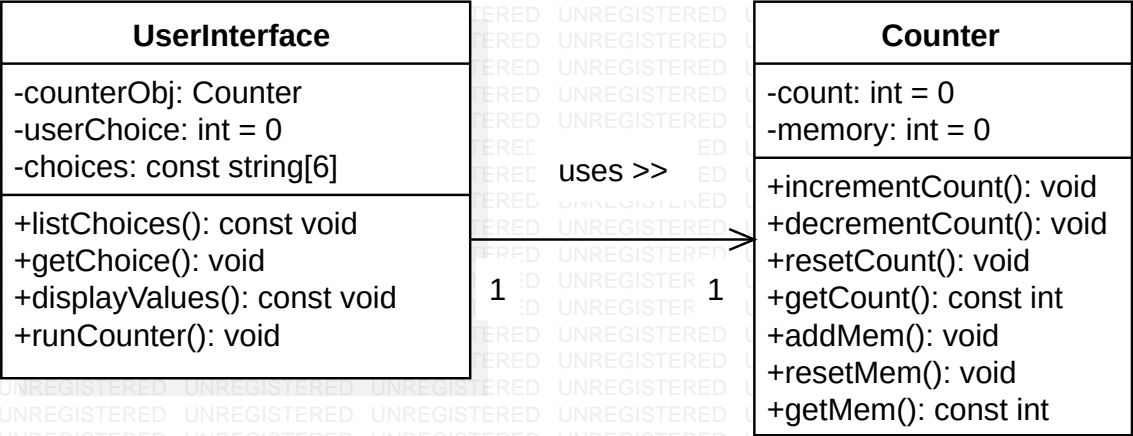 UserInterface
-counterObj: Counter
-userChoice: int = 0
-choices: const string[6]
+listChoices(): const void
+getChoice(): void
+displayValues(): const void
+runCounter(): void
uses >>
1
1
Counter
-count: int = 0
-memory: int = 0
+incrementCount(): void
+decrementCount(): void
+resetCount(): void
+getCount(): const int
+addMem(): void
+resetMem(): void
+getMem(): const int
UNREGISTERED